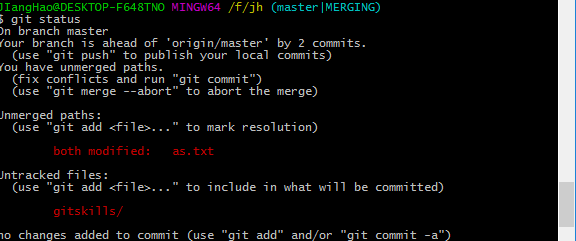 JiangHao@DESKTOP-F648TNO MINGW64 /f/jh (master|MERGING)
$ git status
On branch master
Your branch is ahead of 'origin/master' by 2 commits.
  (use "git push" to publish your local commits)
You have unmerged paths.
  (fix conflicts and run "git commit")
  (use "git merge --abort" to abort the merge)

Unmerged paths:
  (use "git add <file>..." to mark resolution)

        both modified:   as.txt

Untracked files:
  (use "git add <file>..." to include in what will be committed)

        gitskills/

no changes added to commit (use "git add" and/or "git commit -a")